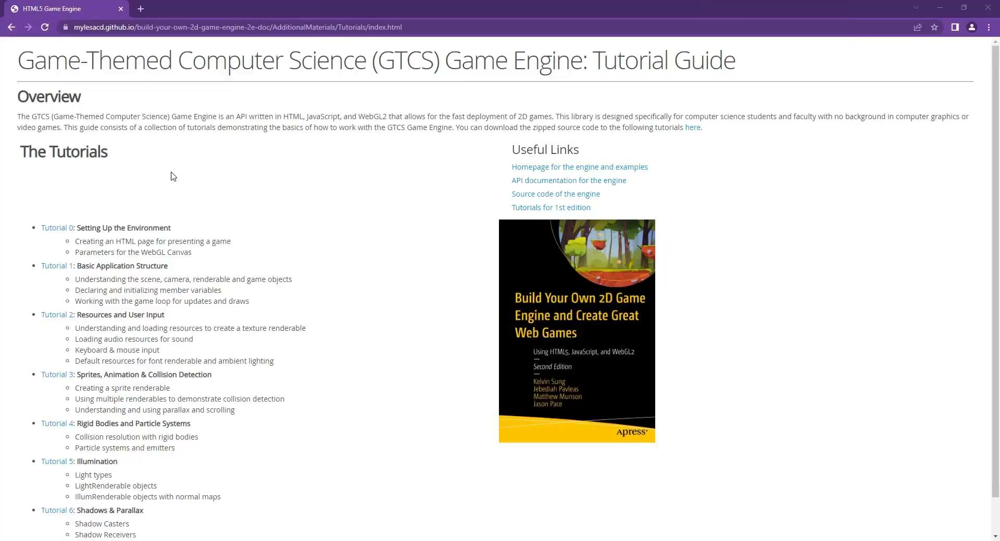 HTML5 Game Engine
mylesacd.github.io/build-your-own-2d-game-engine-2e-doc/AdditionalMaterials/Tutorials/index.html
Game-Themed Computer Science (GTCS) Game Engine: Tutorial Guide
Overview
The GTCS (Game-Themed Computer Science) Game Engine is an API written in HTML, JavaScript, and WebGL2 that allows for the fast deployment of 2D games. This library is designed specifically for computer science students and faculty with no background in computer graphics or
video games. This guide consists of a collection of tutorials demonstrating the basics of how to work with the GTCS Game Engine. You can download the zipped source code to the following tutorials here.
The Tutorials
Tutorial 0: Setting Up the Environment
Creating an HTML page for presenting a game
Parameters for the WebGL Canvas
Tutorial 1: Basic Application Structure
Understanding the scene, camera, renderable and game objects
Declaring and initializing member variables
Working with the game loop for updates and draws
Tutorial 2: Resources and User Input
Understanding and loading resources to create a texture renderable
Loading audio resources for sound
Keyboard & mouse input
Default resources for font renderable and ambient lighting
Tutorial 3: Sprites, Animation & Collision Detection
Creating a sprite renderable
Using multiple renderables to demonstrate collision detection
Understanding and using parallax and scrolling
Tutorial 4: Rigid Bodies and Particle Systems
Collision resolution with rigid bodies
Particle systems and emitters
Tutorial 5: Illumination
Light types
LightRenderable objects
IllumRenderable objects with normal maps
Tutorial 6: Shadows & Parallax
Shadow Casters
Shadow Receivers
Useful Links
Homepage for the engine and examples
API documentation for the engine
Source code of the engine
Tutorials for 1st edition
Build Your Own 2D Game
Engine and Create Great
Web Games
Using HTML5, JavaScript, and WebGL2
Second Edition
Kelvin Sung
Jebediah Pavleas
Matthew Munson
Jason Pace
Apress®